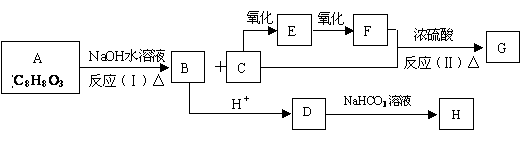 氧化 氧化
E F
A
C₈H₈O₃
NaOH水溶液
反应(Ⅰ)△
B + C
浓硫酸
反应(Ⅱ)△
G
H⁺
D
NaHCO₃溶液
H